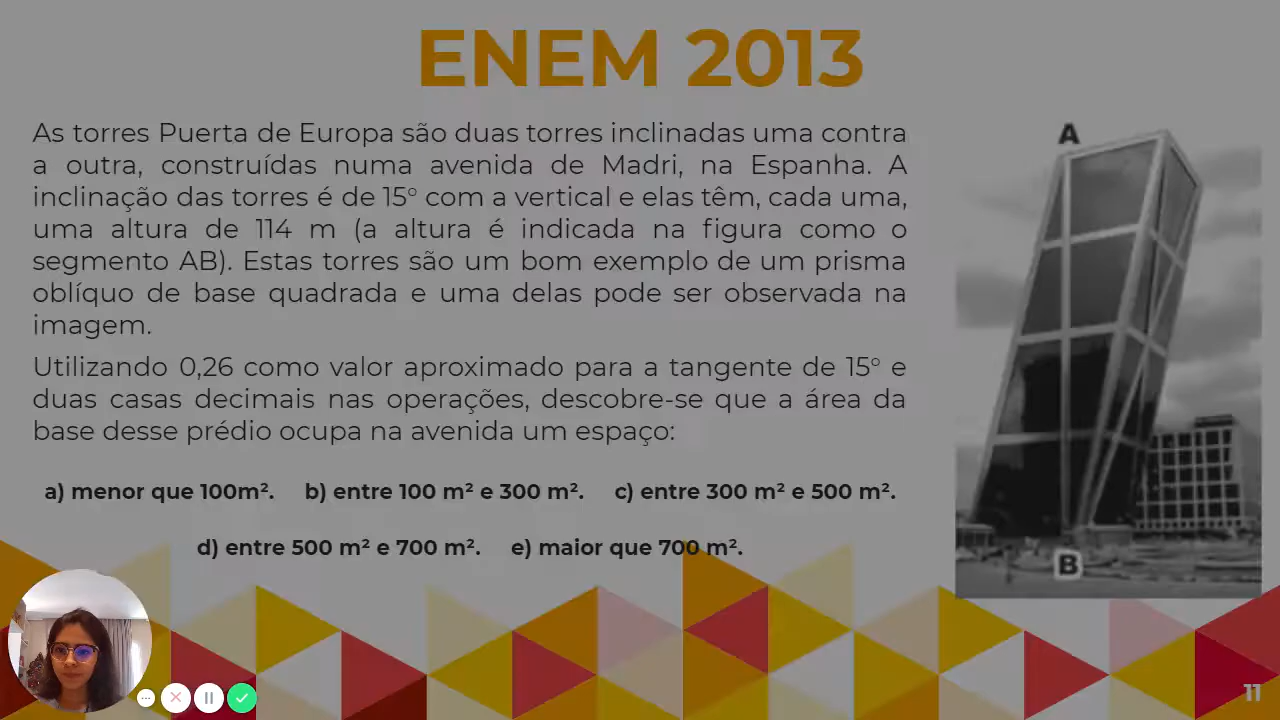 ENEM 2013
As torres Puerta de Europa são duas torres inclinadas uma contra
a outra, construídas numa avenida de Madri, na Espanha. A
inclinação das torres é de 15° com a vertical e elas têm, cada uma,
uma altura de 114 m (a altura é indicada na figura como o
segmento AB). Estas torres são um bom exemplo de um prisma
oblíquo de base quadrada e uma delas pode ser observada na
imagem.
Utilizando 0,26 como valor aproximado para a tangente de 15° e
duas casas decimais nas operações, descobre-se que a área da
base desse prédio ocupa na avenida um espaço:
a) menor que 100m². b) entre 100 m² e 300 m². c) entre 300 m² e 500 m².
d) entre 500 m² e 700 m². e) maior que 700 m².
A
B
11